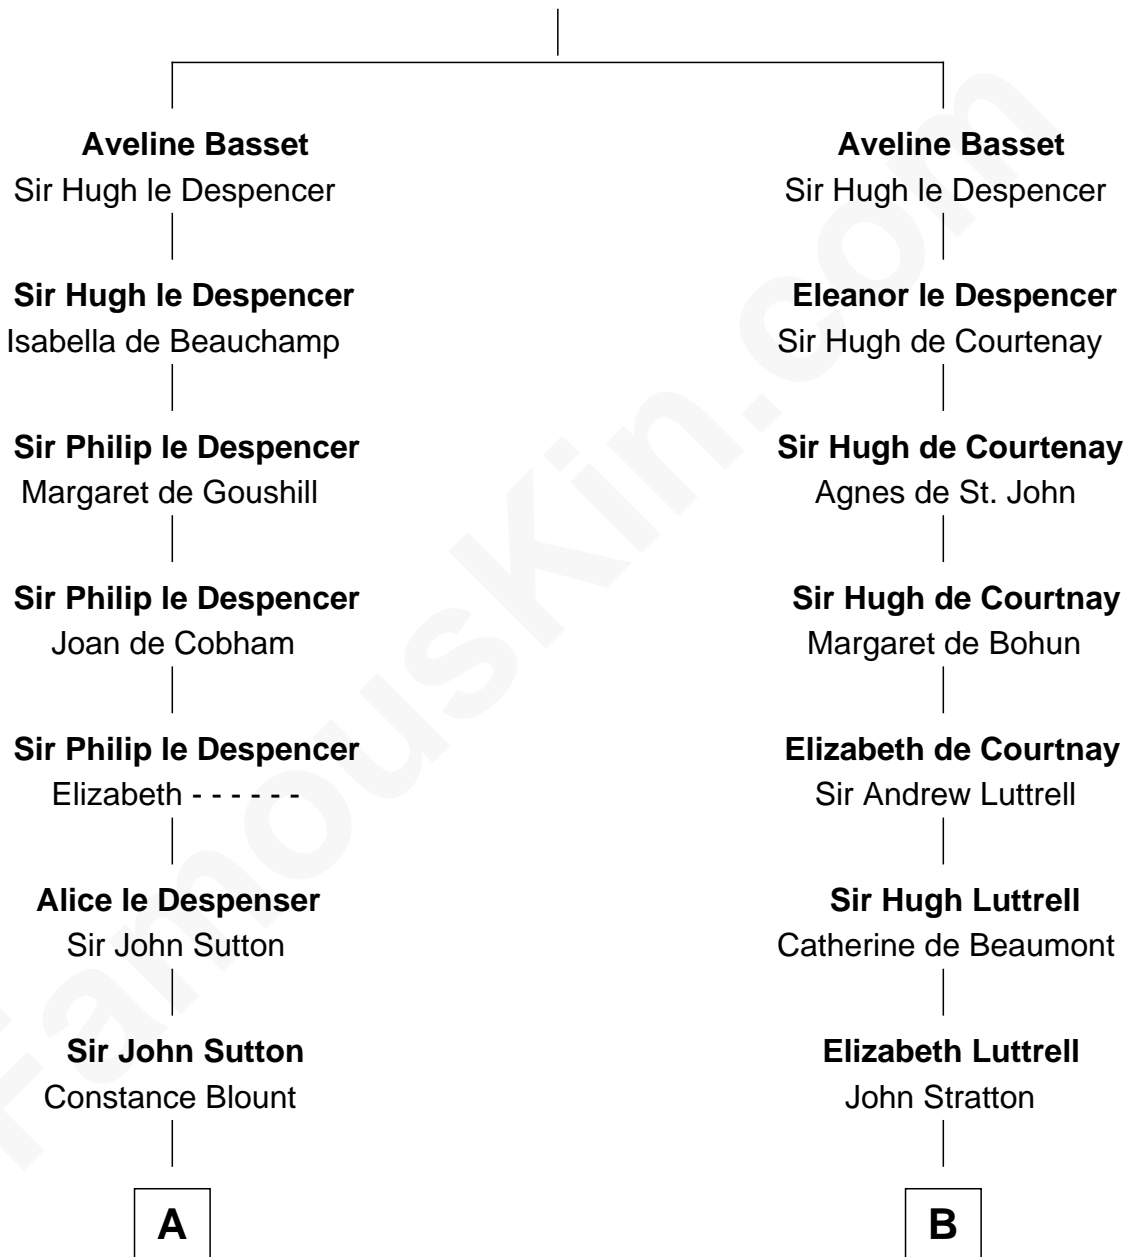 Aveline Basset
Sir Hugh le Despencer
Sir Hugh le Despencer
Isabella de Beauchamp
Sir Philip le Despencer
Margaret de Goushill
Sir Philip le Despencer
Joan de Cobham
Sir Philip le Despencer
Elizabeth - - - - - -
Alice le Despenser
Sir John Sutton
Sir John Sutton
Constance Blount
A
Aveline Basset
Sir Hugh le Despencer
Eleanor le Despencer
Sir Hugh de Courtenay
Sir Hugh de Courtenay
Agnes de St. John
Sir Hugh de Courtnay
Margaret de Bohun
Elizabeth de Courtnay
Sir Andrew Luttrell
Sir Hugh Luttrell
Catherine de Beaumont
Elizabeth Luttrell
John Stratton
B
FamousKin.com